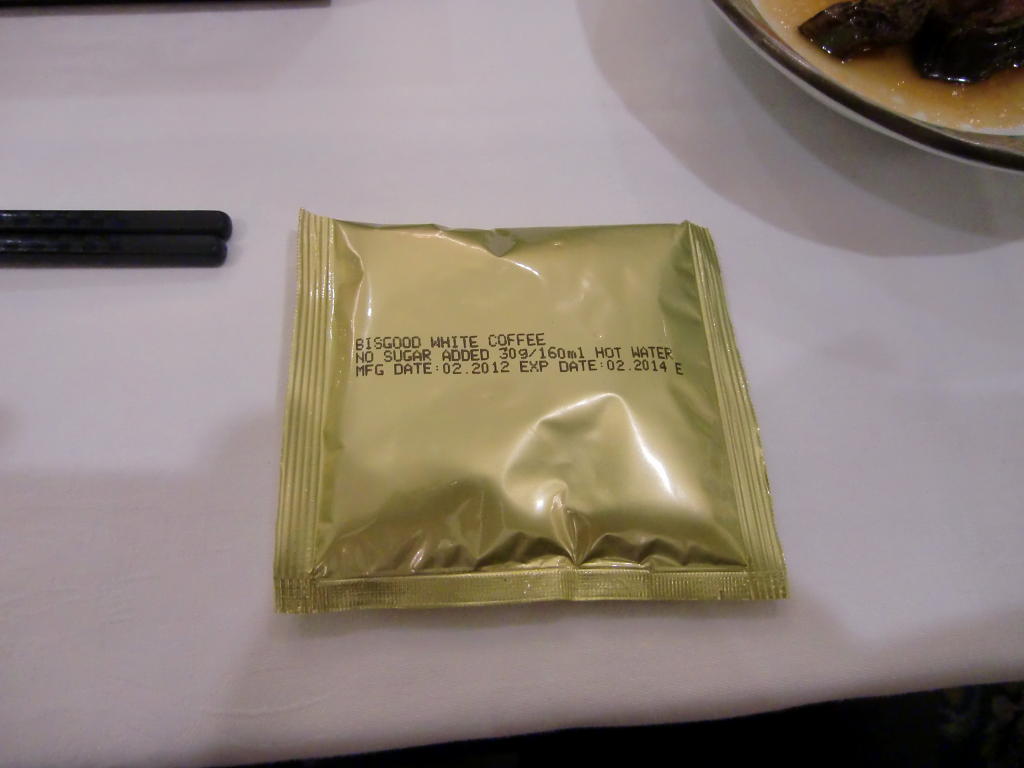 BISGOOD WHITE COFFEE
NO SUGAR ADDED 30g/160ml HOT WATER
MFG DATE:02.2012 EXP DATE:02.2014 E